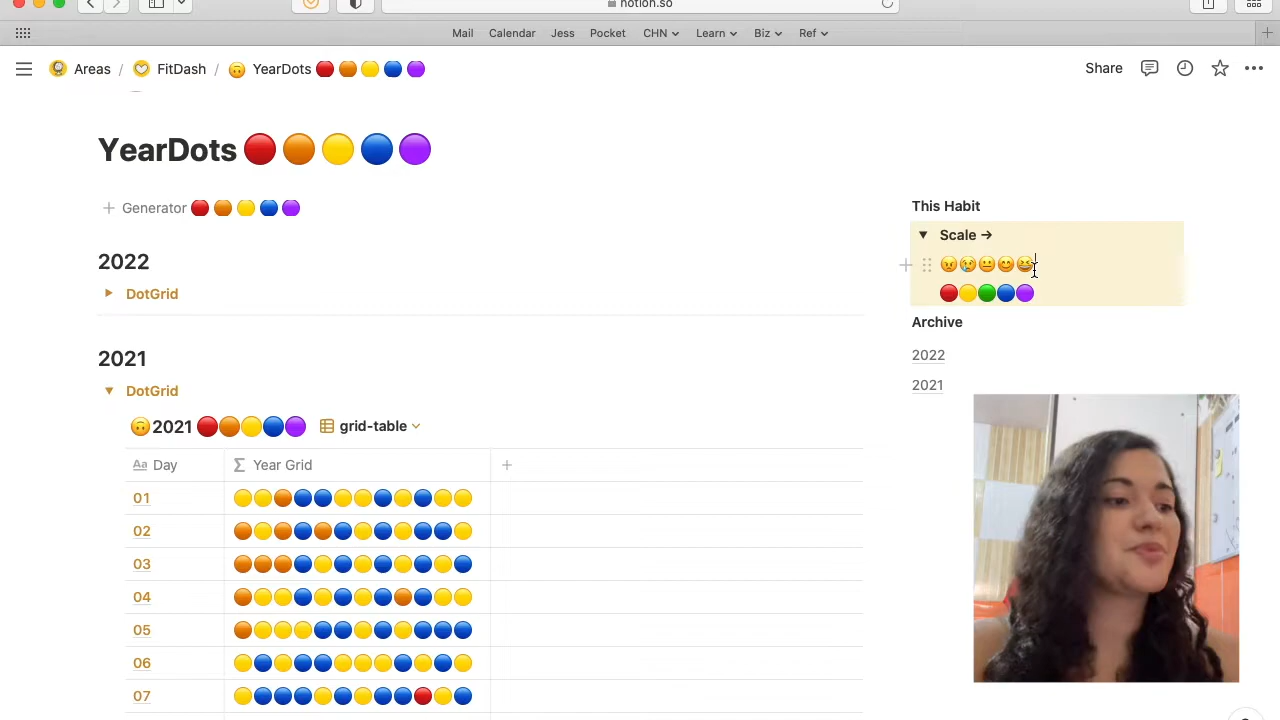 notion.so
Mail Calendar Jess Pocket CHN Learn Biz Ref
Areas / FitDash / YearDots
Share
YearDots
Generator
2022
DotGrid
2021
DotGrid
2021 grid-table
Aa Day Σ Year Grid
01
02
03
04
05
06
07
This Habit
Scale →
Archive
2022
2021